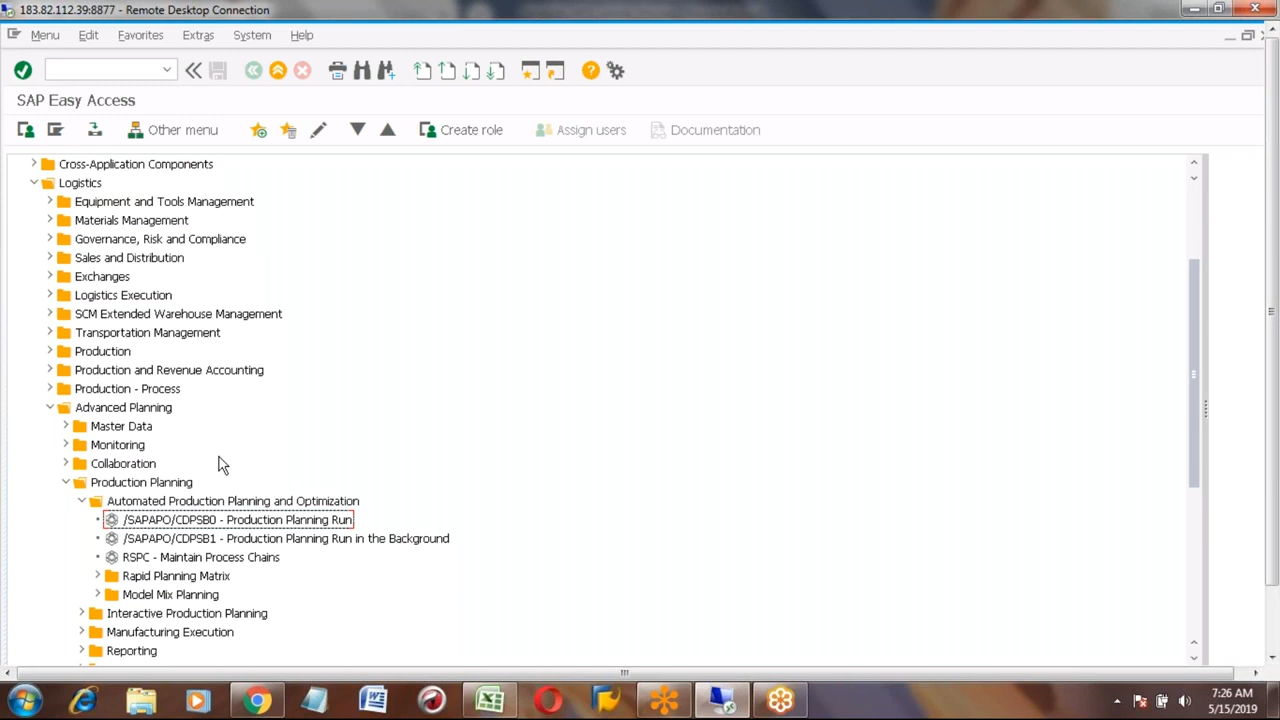 183.82.112.39:8877 - Remote Desktop Connection
Menu Edit Favorites Extras System Help
SAP Easy Access
Other menu Create role Assign users Documentation
Cross-Application Components
Logistics
Equipment and Tools Management
Materials Management
Governance, Risk and Compliance
Sales and Distribution
Exchanges
Logistics Execution
SCM Extended Warehouse Management
Transportation Management
Production
Production and Revenue Accounting
Production - Process
Advanced Planning
Master Data
Monitoring
Collaboration
Production Planning
Automated Production Planning and Optimization
/SAPAPO/CDPSB0 - Production Planning Run
/SAPAPO/CDPSB1 - Production Planning Run in the Background
RSPC - Maintain Process Chains
Rapid Planning Matrix
Model Mix Planning
Interactive Production Planning
Manufacturing Execution
Reporting
7:26 AM
5/15/2019